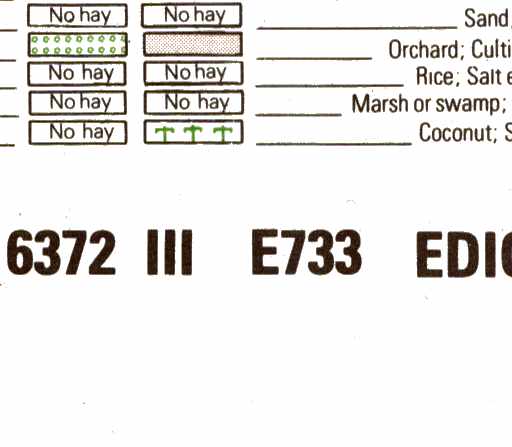 No hay No hay Sand,
Orchard; Culti
No hay No hay Rice; Salt
No hay No hay Marsh or swamp;
No hay Coconut;
6372 III E733 EDIC